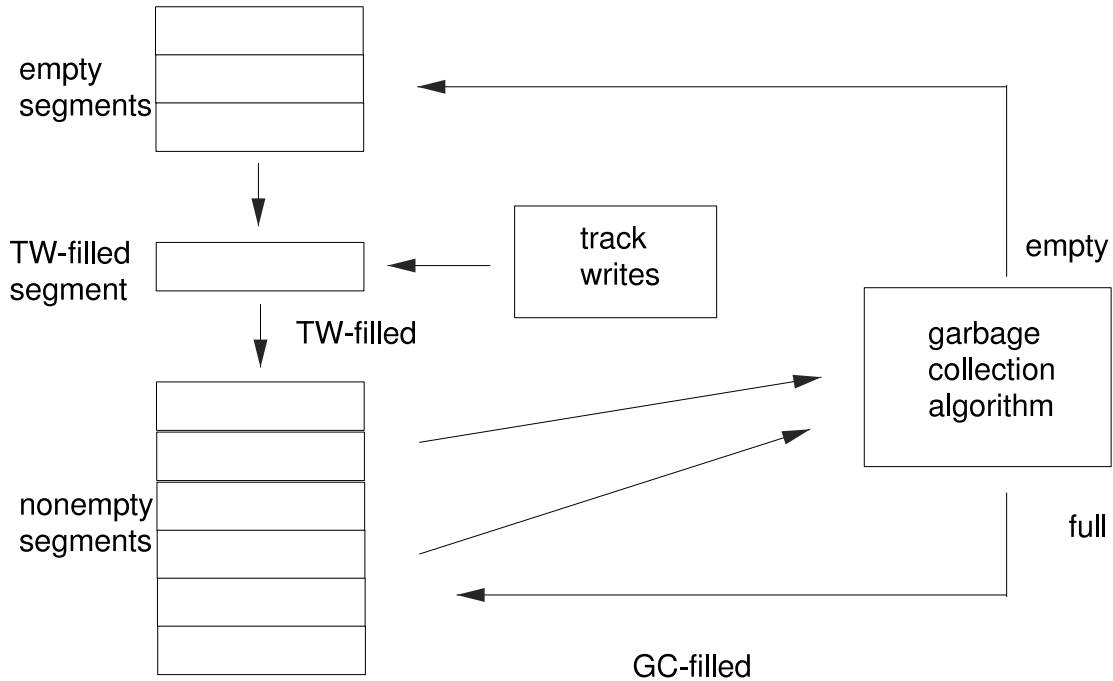 empty
segments
TW-filled
segment
track
writes
empty
TW-filled
garbage
collection
algorithm
nonempty
segments
full
GC-filled